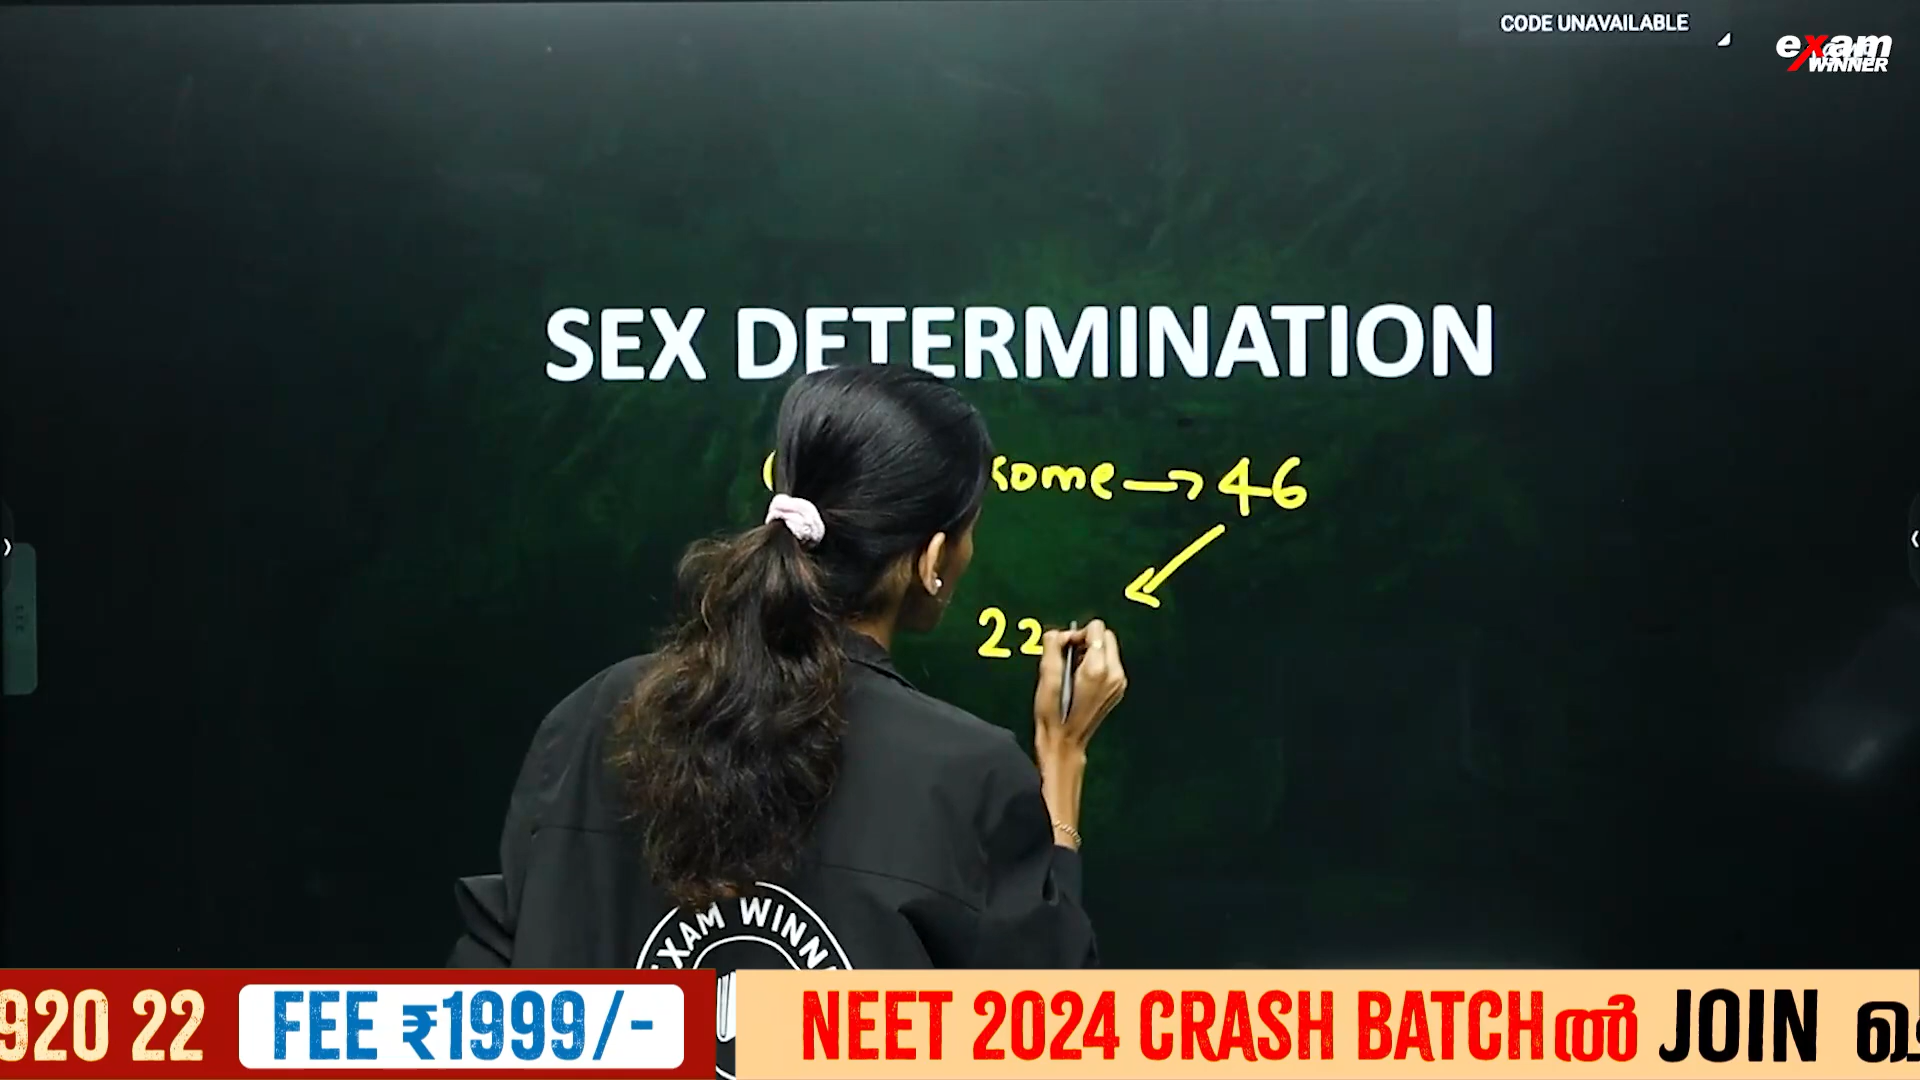 CODE UNAVAILABLE
exam
WINNER
SEX DETERMINATION
some → 46
22
EXAM WINNE
920 22
FEE ₹1999/-
NEET 2024 CRASH BATCHൽ JOIN